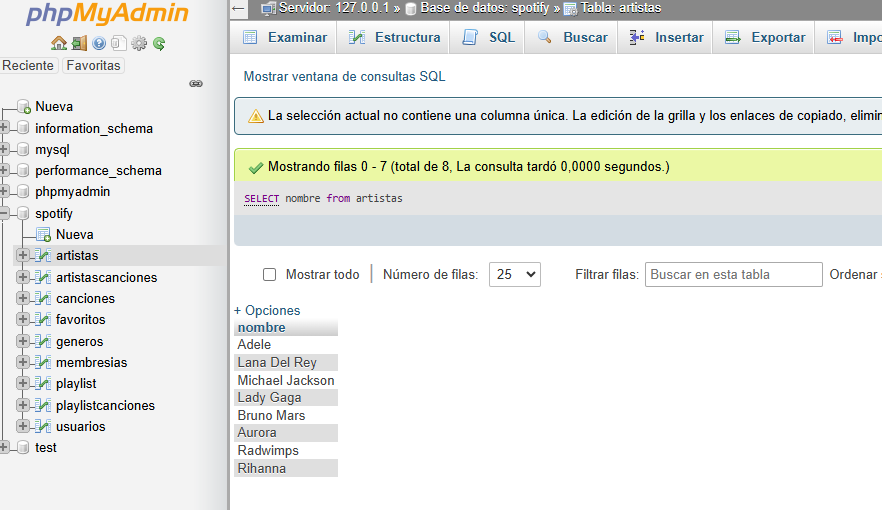 phpMyAdmin
Reciente Favoritas
Nueva
information_schema
mysql
performance_schema
phpmyadmin
spotify
Nueva
artistas
artistascanciones
canciones
favoritos
generos
membresias
playlist
playlistcanciones
usuarios
test
Servidor: 127.0.0.1 » Base de datos: spotify » Tabla: artistas
Examinar Estructura SQL Buscar Insertar Exportar Impo
Mostrar ventana de consultas SQL
La selección actual no contiene una columna única. La edición de la grilla y los enlaces de copiado, elimin
Mostrando filas 0 - 7 (total de 8, La consulta tardó 0,0000 segundos.)
SELECT nombre from artistas
Mostrar todo Número de filas: 25 Filtrar filas: Buscar en esta tabla Ordenar
+ Opciones
nombre
Adele
Lana Del Rey
Michael Jackson
Lady Gaga
Bruno Mars
Aurora
Radwimps
Rihanna